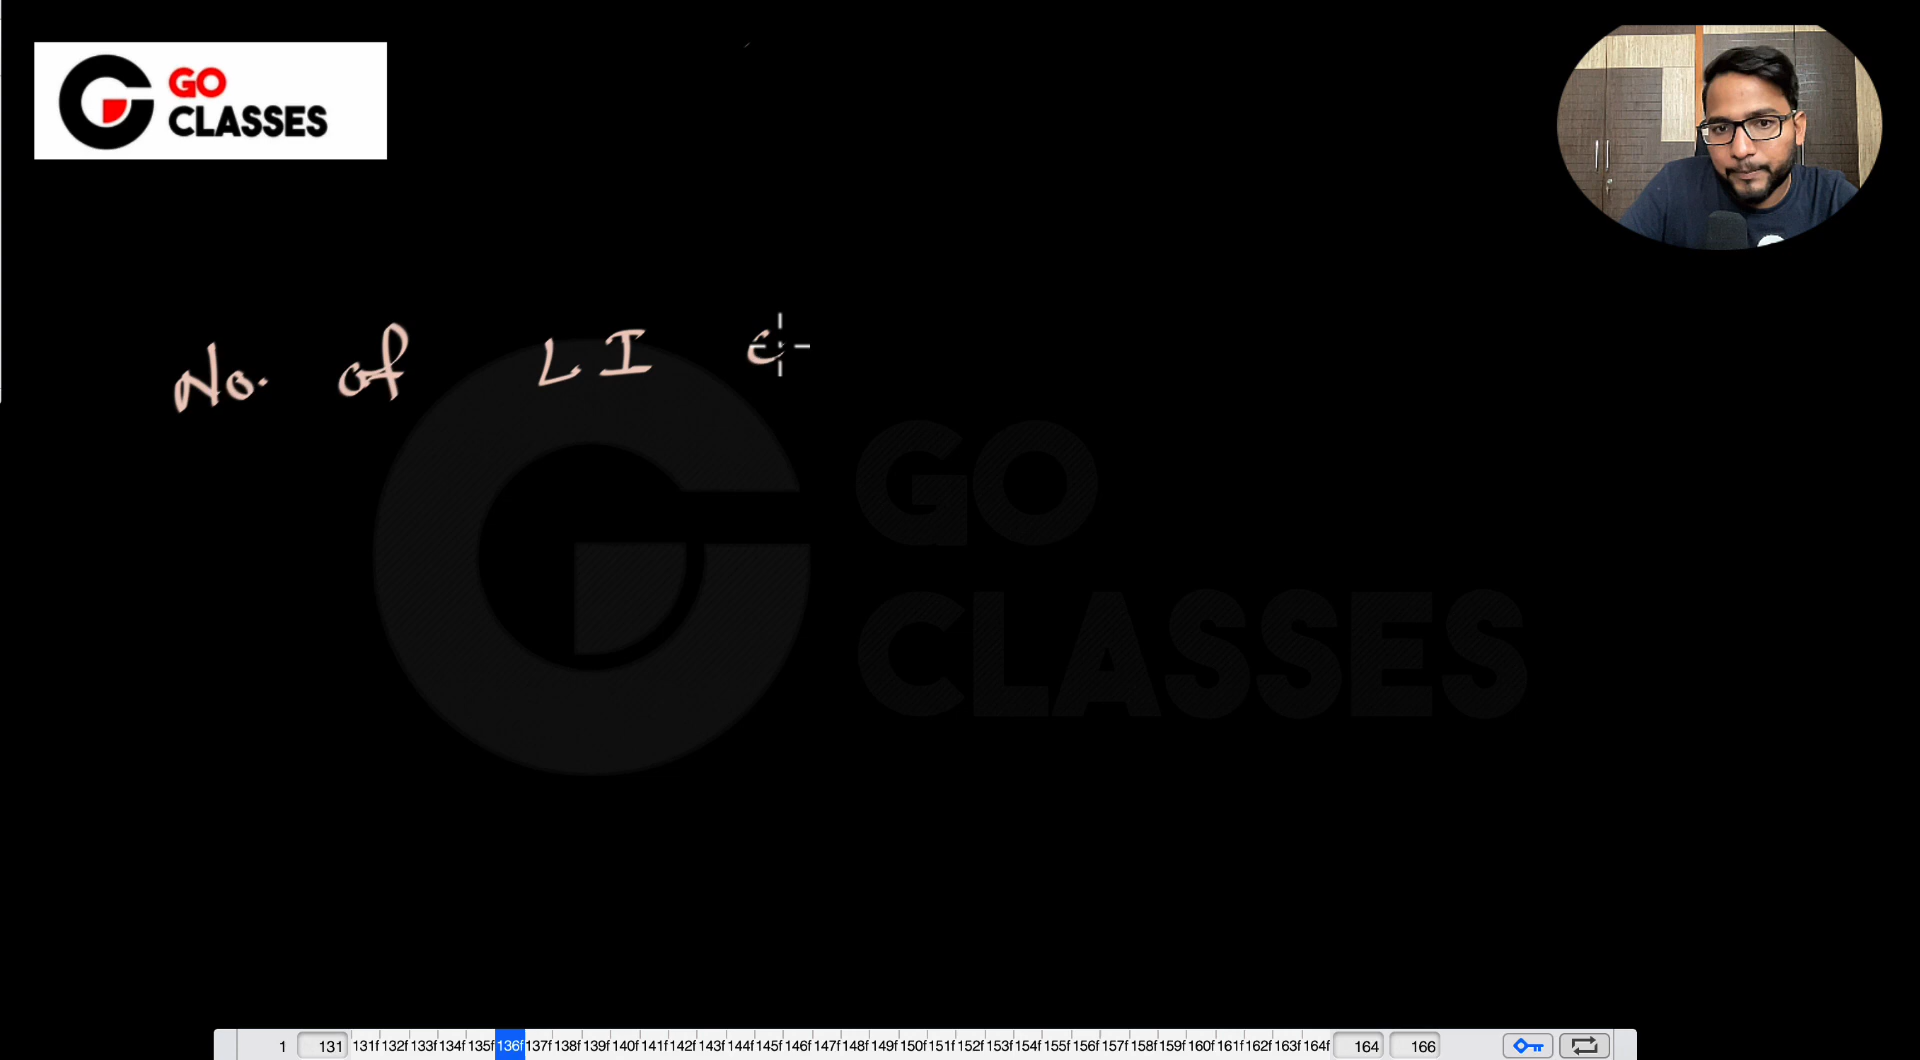 GO
CLASSES
No. of LI
GO
CLASSES
1 131 131f 132f 133f 134f 135f 136f 137f 138f 139f 140f 141f 142f 143f 144f 145f 146f 147f 148f 149f 150f 151f 152f 153f 154f 155f 156f 157f 158f 159f 160f 161f 162f 163f 164f 164 166